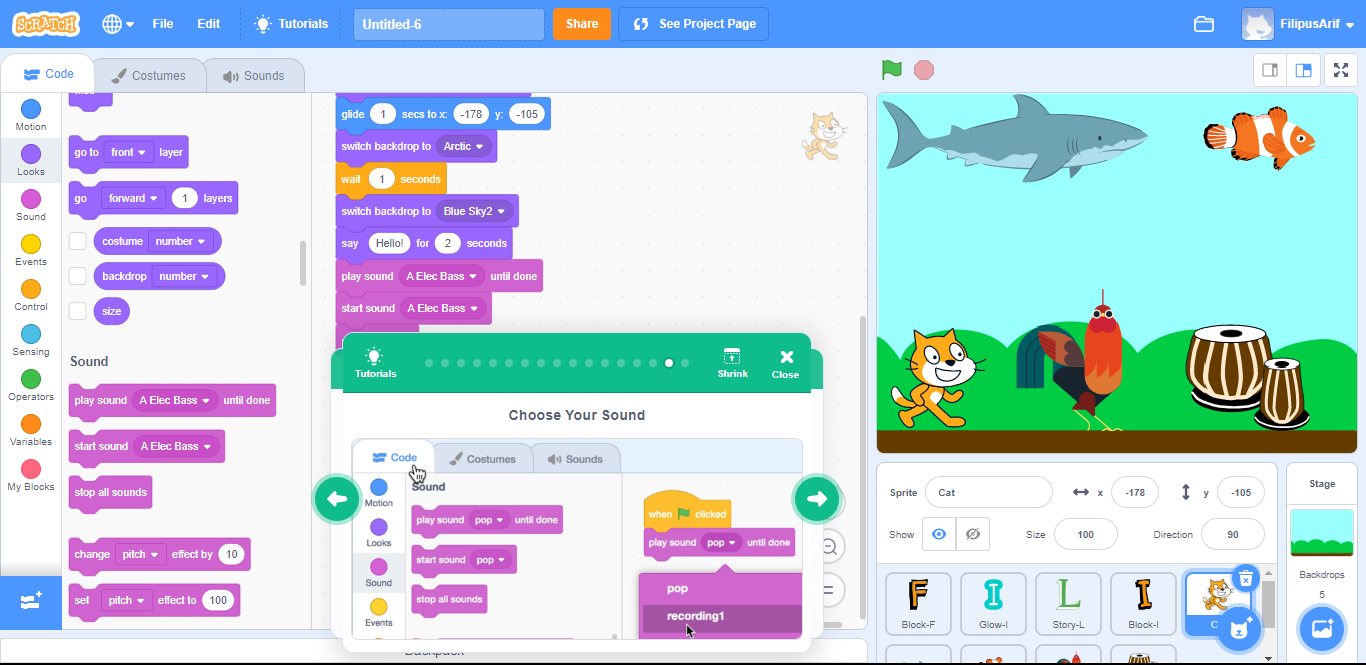 SCRATCH File Edit Tutorials Untitled-6 Share See Project Page FilipusArif
Code Costumes Sounds
Motion
Looks
Sound
Events
Control
Sensing
Operators
Variables
My Blocks
go to front layer
go forward 1 layers
costume number
backdrop number
size
Sound
play sound A Elec Bass until done
start sound A Elec Bass
stop all sounds
change pitch effect by 10
set pitch effect to 100
glide 1 secs to x: -178 y: -105
switch backdrop to Arctic
wait 1 seconds
switch backdrop to Blue Sky2
say Hello! for 2 seconds
play sound A Elec Bass until done
start sound A Elec Bass
Tutorials Shrink Close
Choose Your Sound
Code Costumes Sounds
Motion
Looks
Sound
Events
Sound
play sound pop until done
start sound pop
stop all sounds
when clicked
play sound pop until done
pop
recording1
Backpack
Sprite Cat x -178 y -105
Show Size 100 Direction 90
Block-F Glow-I Story-L Block-I
Stage
Backdrops
5